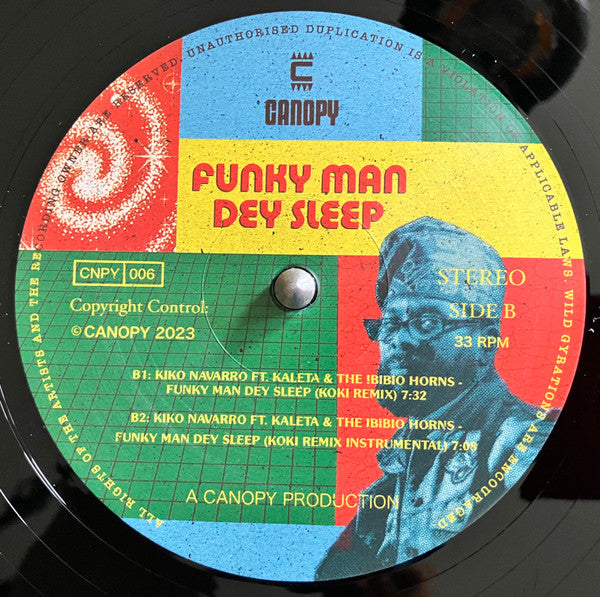 ALL RIGHTS OF THE ARTISTS AND THE RECORDING OWNER ARE RESERVED. UNAUTHORISED DUPLICATION IS A VIOLATION OF APPLICABLE LAWS. WILD GYRATIONS ARE ENCOURAGED
CANOPY
FUNKY MAN
DEY SLEEP
CNPY 006
STEREO
Copyright Control:
SIDE B
© CANOPY 2023
33 RPM
B1: KIKO NAVARRO FT. KALETA & THE !BIBIO HORNS -
FUNKY MAN DEY SLEEP (KOKI REMIX) 7:32
B2: KIKO NAVARRO FT. KALETA & THE !BIBIO HORNS -
FUNKY MAN DEY SLEEP (KOKI REMIX INSTRUMENTAL) 7:08
A CANOPY PRODUCTION